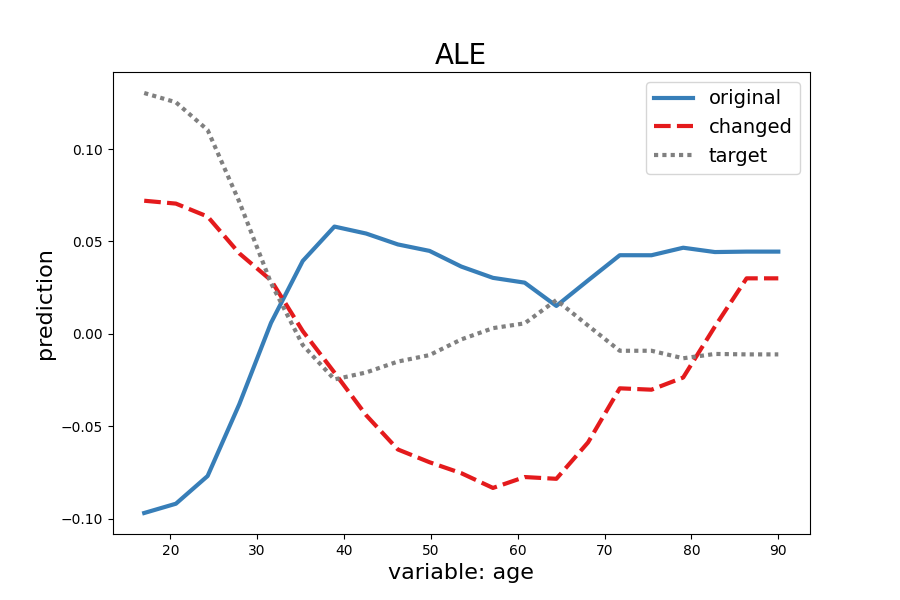 ALE
original
changed
target
prediction
0.10
0.05
0.00
−0.05
−0.10
20 30 40 50 60 70 80 90
variable: age